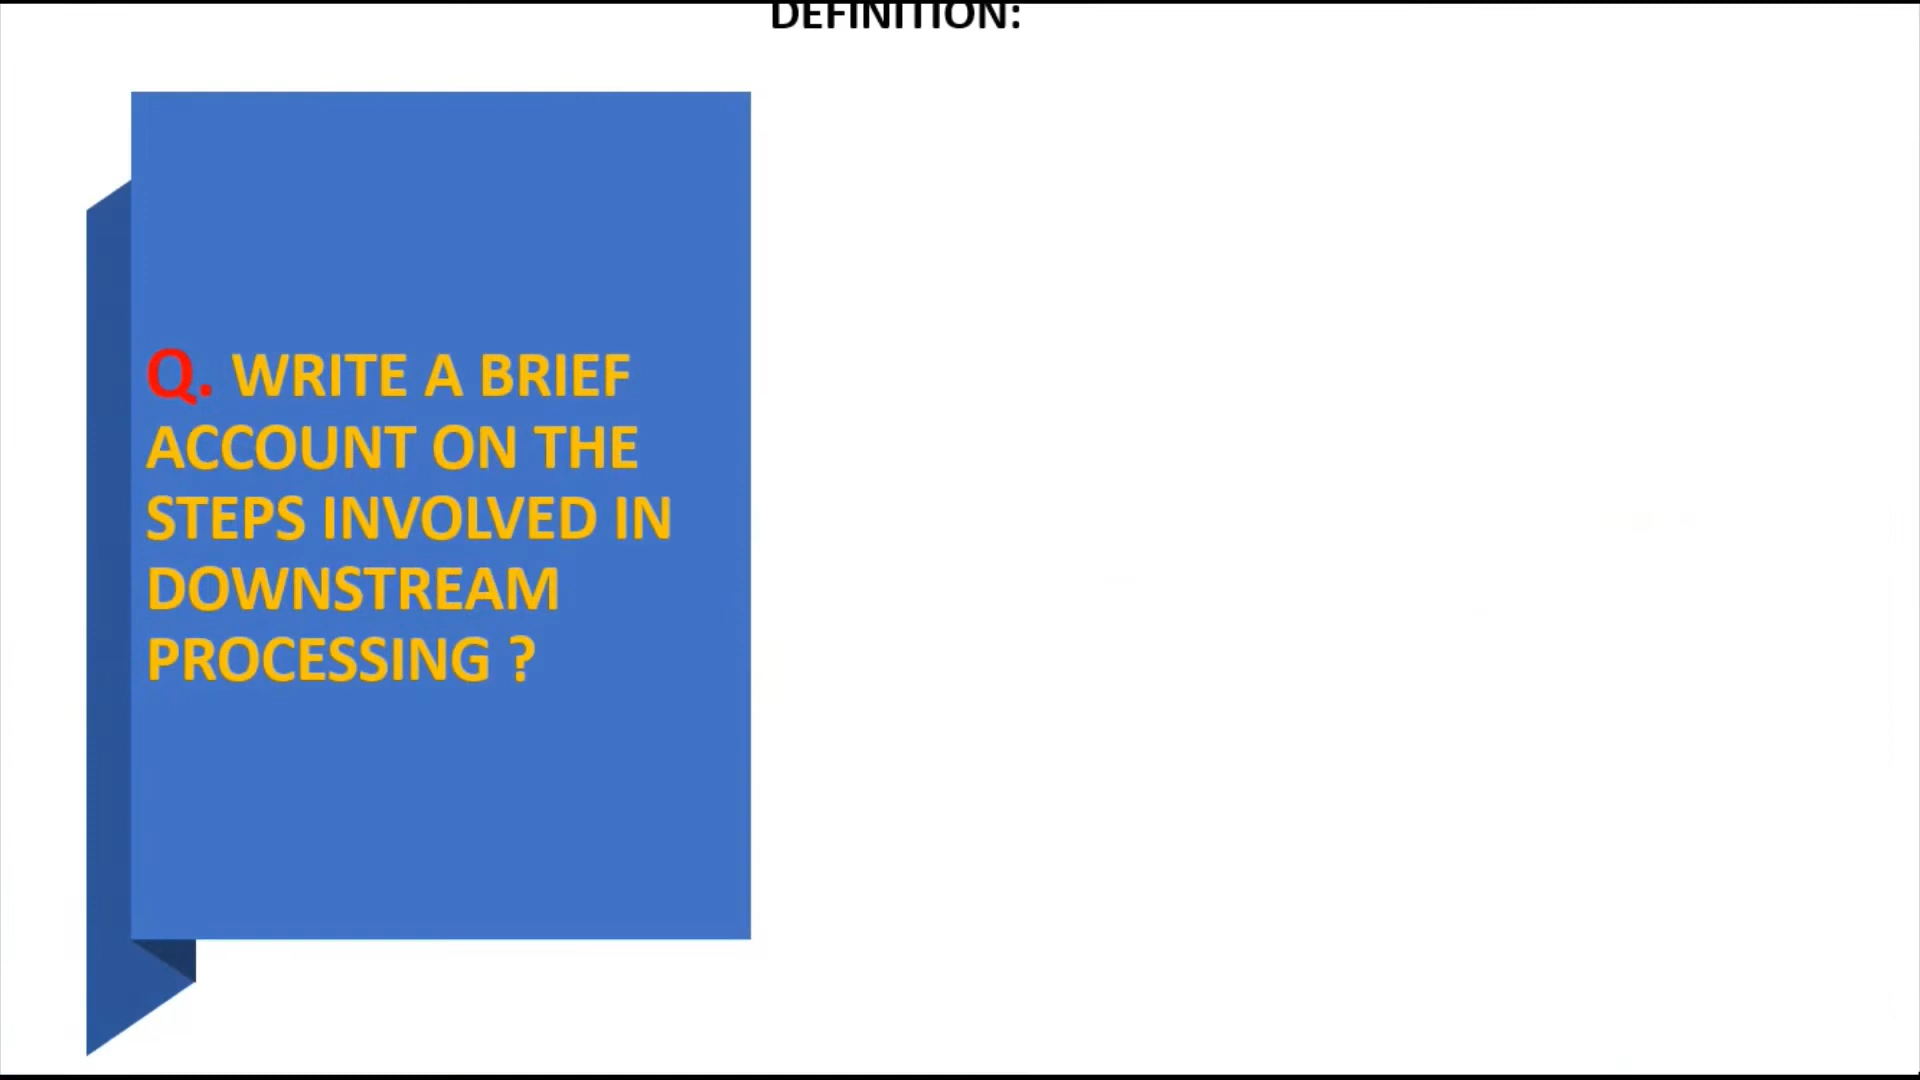 DEFINITION:
Q. WRITE A BRIEF
ACCOUNT ON THE
STEPS INVOLVED IN
DOWNSTREAM
PROCESSING ?